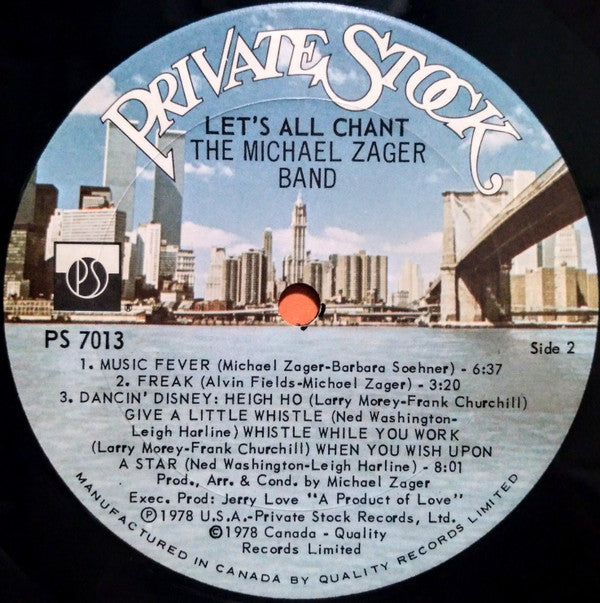 PRIVATE STOCK
LET'S ALL CHANT
THE MICHAEL ZAGER
BAND
PS
PS 7013
Side 2
1. MUSIC FEVER (Michael Zager-Barbara Soehner) - 6:37
2. FREAK (Alvin Fields-Michael Zager) - 3:20
3. DANCIN' DISNEY: HEIGH HO (Larry Morey-Frank Churchill)
GIVE A LITTLE WHISTLE (Ned Washington-
Leigh Harline) WHISTLE WHILE YOU WORK
(Larry Morey-Frank Churchill) WHEN YOU WISH UPON
A STAR (Ned Washington-Leigh Harline) - 8:01
Prod., Arr. & Cond. by Michael Zager
Exec. Prod: Jerry Love "A Product of Love"
Ⓟ1978 U.S.A.-Private Stock Records, Ltd.
©1978 Canada - Quality
Records Limited
MANUFACTURED IN CANADA BY QUALITY RECORDS LIMITED